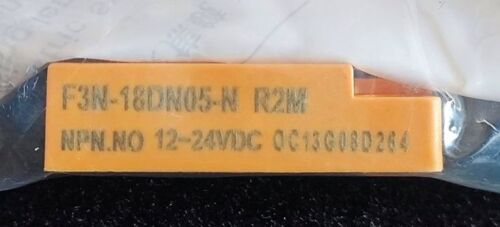 F3N-18DN05-N R2M
NPN.NO 12-24VDC 0C13G08D264